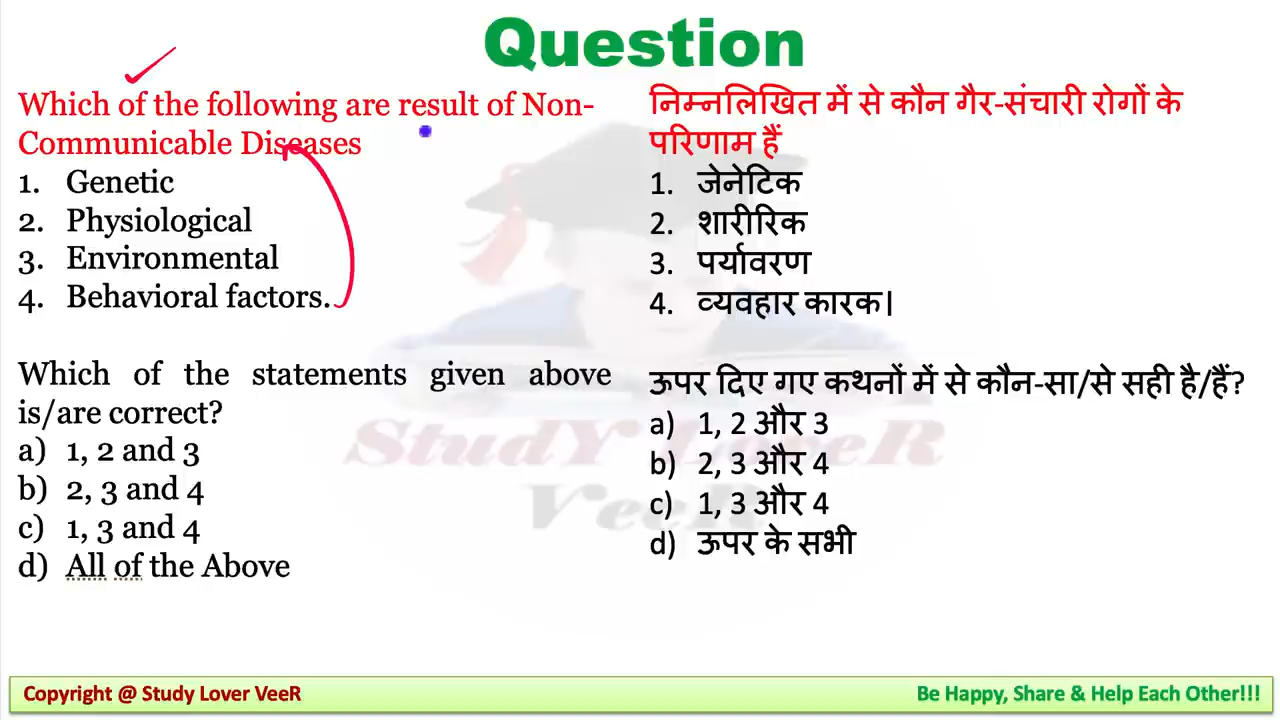 Question
Which of the following are result of Non-
Communicable Diseases
1. Genetic
2. Physiological
3. Environmental
4. Behavioral factors.
Which of the statements given above
is/are correct?
a) 1, 2 and 3
b) 2, 3 and 4
c) 1, 3 and 4
d) All of the Above
निम्नलिखित में से कौन गैर-संचारी रोगों के
परिणाम हैं
1. जेनेटिक
2. शारीरिक
3. पर्यावरण
4. व्यवहार कारक।
ऊपर दिए गए कथनों में से कौन-सा/से सही है/हैं?
a) 1, 2 और 3
b) 2, 3 और 4
c) 1, 3 और 4
d) ऊपर के सभी
StudY LoveR
VeeR
Copyright @ Study Lover VeeR
Be Happy, Share & Help Each Other!!!